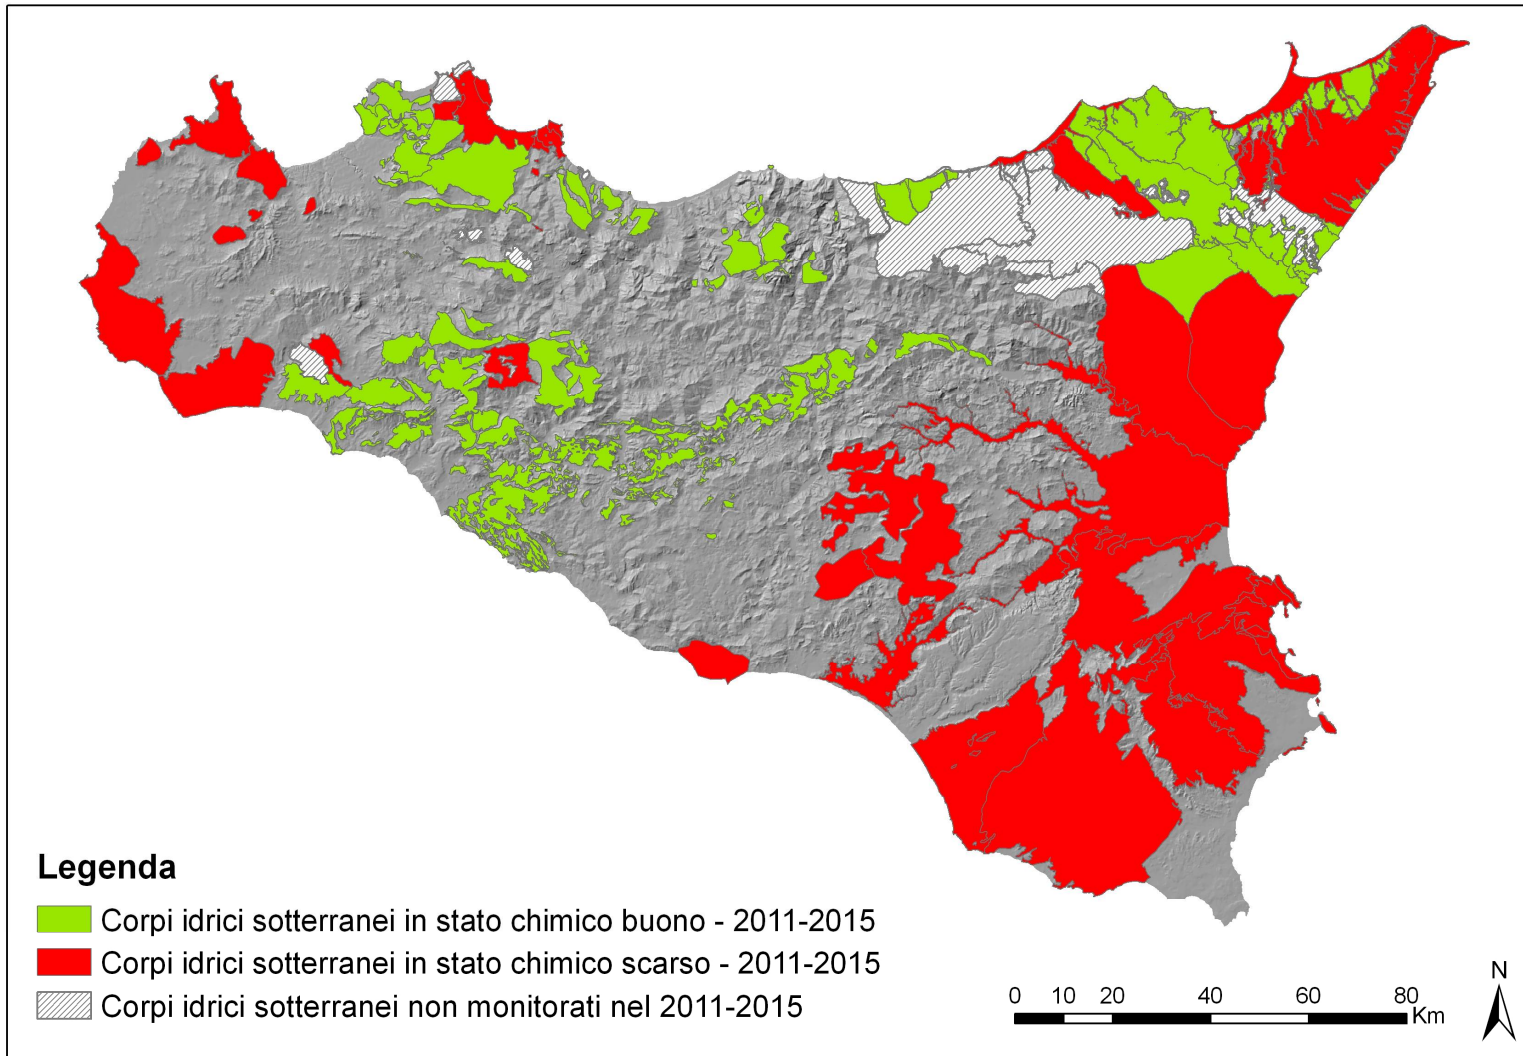 Legenda
Corpi idrici sotterranei in stato chimico buono - 2011-2015
Corpi idrici sotterranei in stato chimico scarso - 2011-2015
Corpi idrici sotterranei non monitorati nel 2011-2015
0 10 20 40 60 80
Km
N